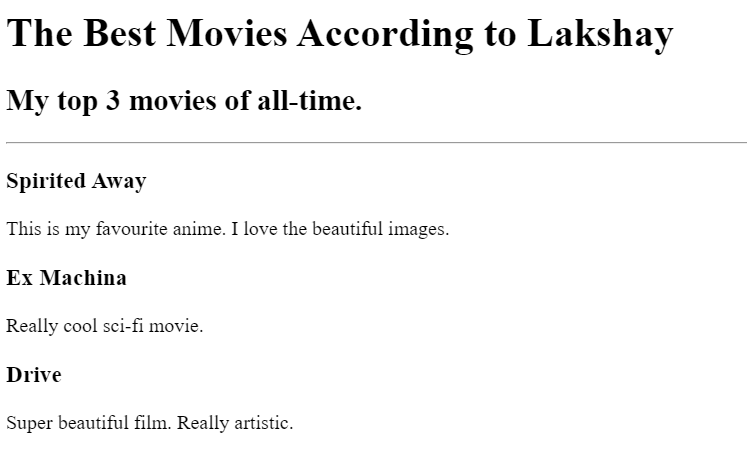 The Best Movies According to Lakshay
My top 3 movies of all-time.
Spirited Away
This is my favourite anime. I love the beautiful images.
Ex Machina
Really cool sci-fi movie.
Drive
Super beautiful film. Really artistic.